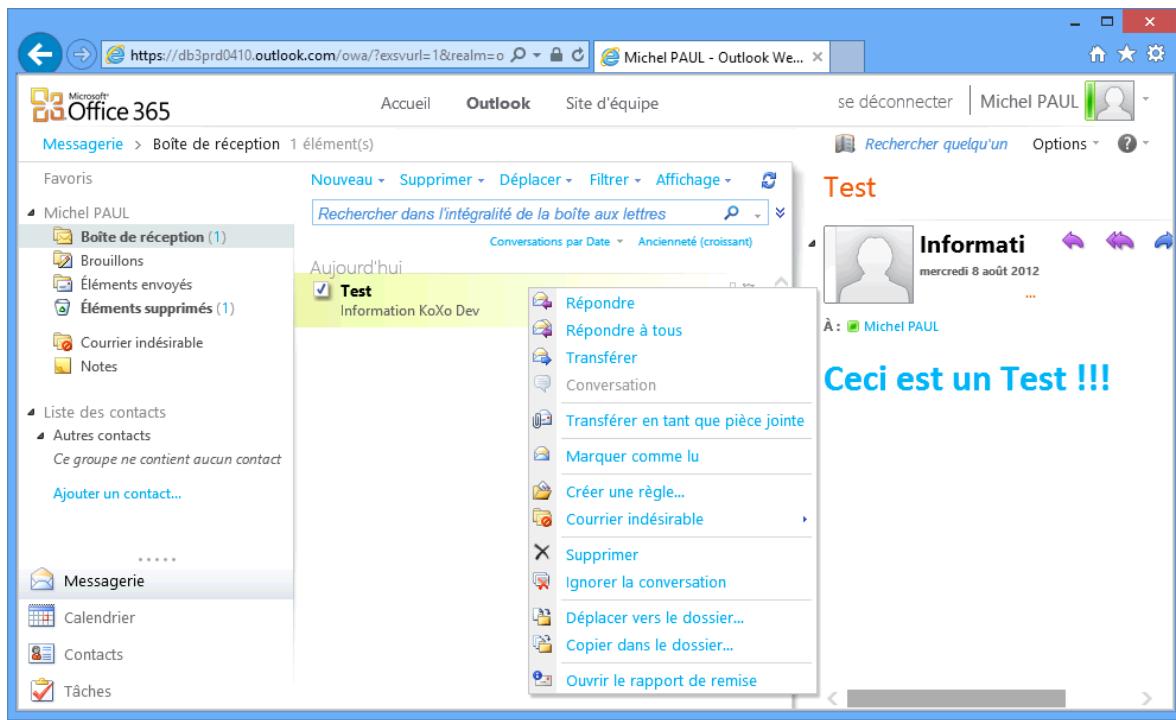 https://db3prd0410.outlook.com/owa/?exsvurl=1&realm=o
Michel PAUL - Outlook We...
Microsoft
Office 365
Accueil Outlook Site d'équipe
se déconnecter Michel PAUL
Messagerie > Boîte de réception 1 élément(s)
Rechercher quelqu'un Options
Favoris
Michel PAUL
Boîte de réception (1)
Brouillons
Éléments envoyés
Éléments supprimés (1)
Courrier indésirable
Notes
Liste des contacts
Autres contacts
Ce groupe ne contient aucun contact
Ajouter un contact...
Messagerie
Calendrier
Contacts
Tâches
Nouveau Supprimer Déplacer Filtrer Affichage
Rechercher dans l'intégralité de la boîte aux lettres
Conversations par Date Ancienneté (croissant)
Aujourd'hui
Test
Information KoXo Dev
Répondre
Répondre à tous
Transférer
Conversation
Transférer en tant que pièce jointe
Marquer comme lu
Créer une règle...
Courrier indésirable
Supprimer
Ignorer la conversation
Déplacer vers le dossier...
Copier dans le dossier...
Ouvrir le rapport de remise
Test
Informati
mercredi 8 août 2012
...
À : Michel PAUL
Ceci est un Test !!!